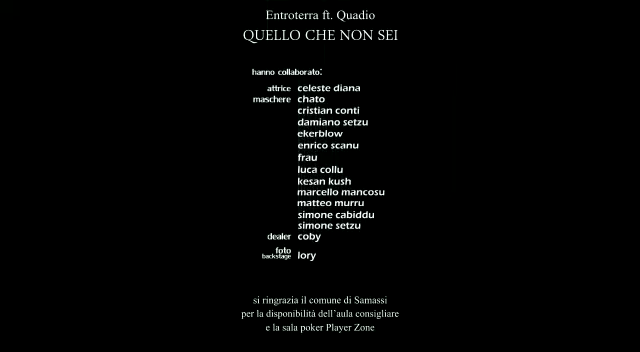 Entroterra ft. Quadio
QUELLO CHE NON SEI
hanno collaborato:
attrice celeste diana
maschere chato
cristian conti
damiano setzu
ekerblow
enrico scanu
frau
luca collu
kesan kush
marcello mancosu
matteo murru
simone cabiddu
simone setzu
dealer coby
foto
backstage lory
si ringrazia il comune di Samassi
per la disponibilità dell'aula consigliare
e la sala poker Player Zone